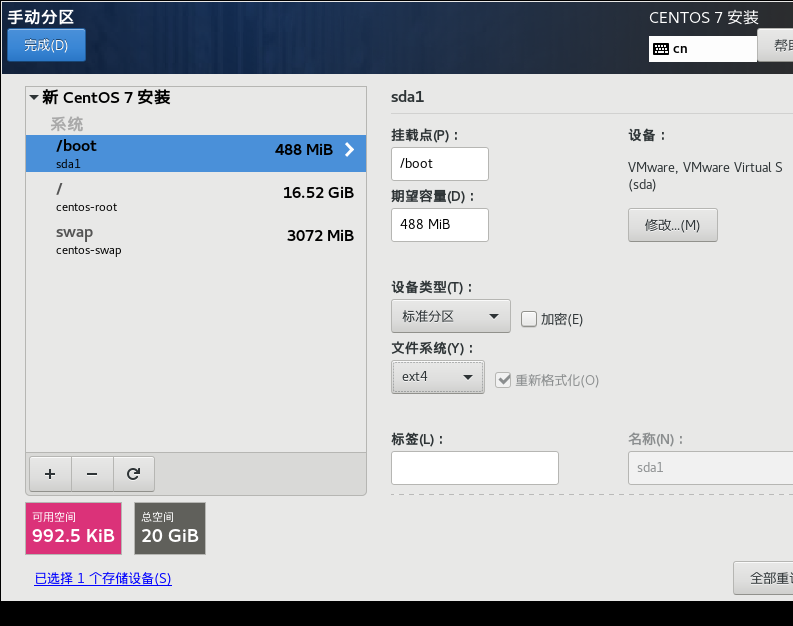 手动分区
CENTOS 7 安装
完成(D)
cn
新 CentOS 7 安装
系统
/boot
488 MiB
sda1
/
16.52 GiB
centos-root
swap
3072 MiB
centos-swap
+
−
可用空间
992.5 KiB
总空间
20 GiB
已选择 1 个存储设备(S)
sda1
挂载点(P)：
/boot
期望容量(D)：
488 MiB
设备：
VMware, VMware Virtual S
(sda)
修改...(M)
设备类型(T)：
标准分区
加密(E)
文件系统(Y)：
ext4
重新格式化(O)
标签(L)：
名称(N)：
sda1
全部重